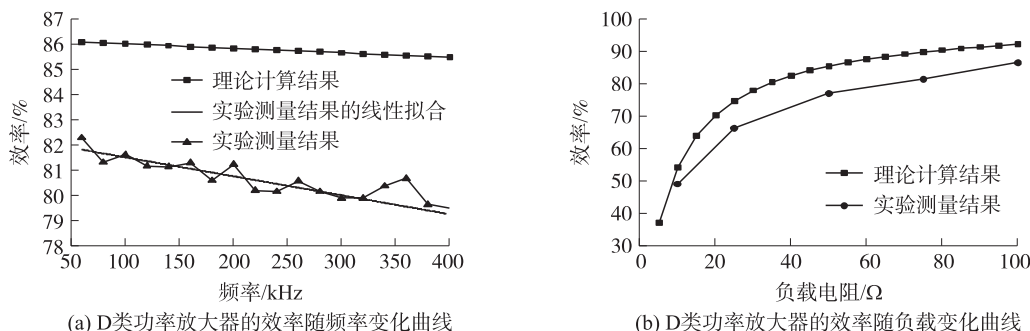 87
86
85
84
83
82
81
80
79
78
效率/%
理论计算结果
实验测量结果的线性拟合
实验测量结果
50 100 150 200 250 300 350 400
频率/kHz
(a) D类功率放大器的效率随频率变化曲线
100
90
80
70
60
50
40
30
效率/%
理论计算结果
实验测量结果
0 20 40 60 80 100
负载电阻/Ω
(b) D类功率放大器的效率随负载变化曲线